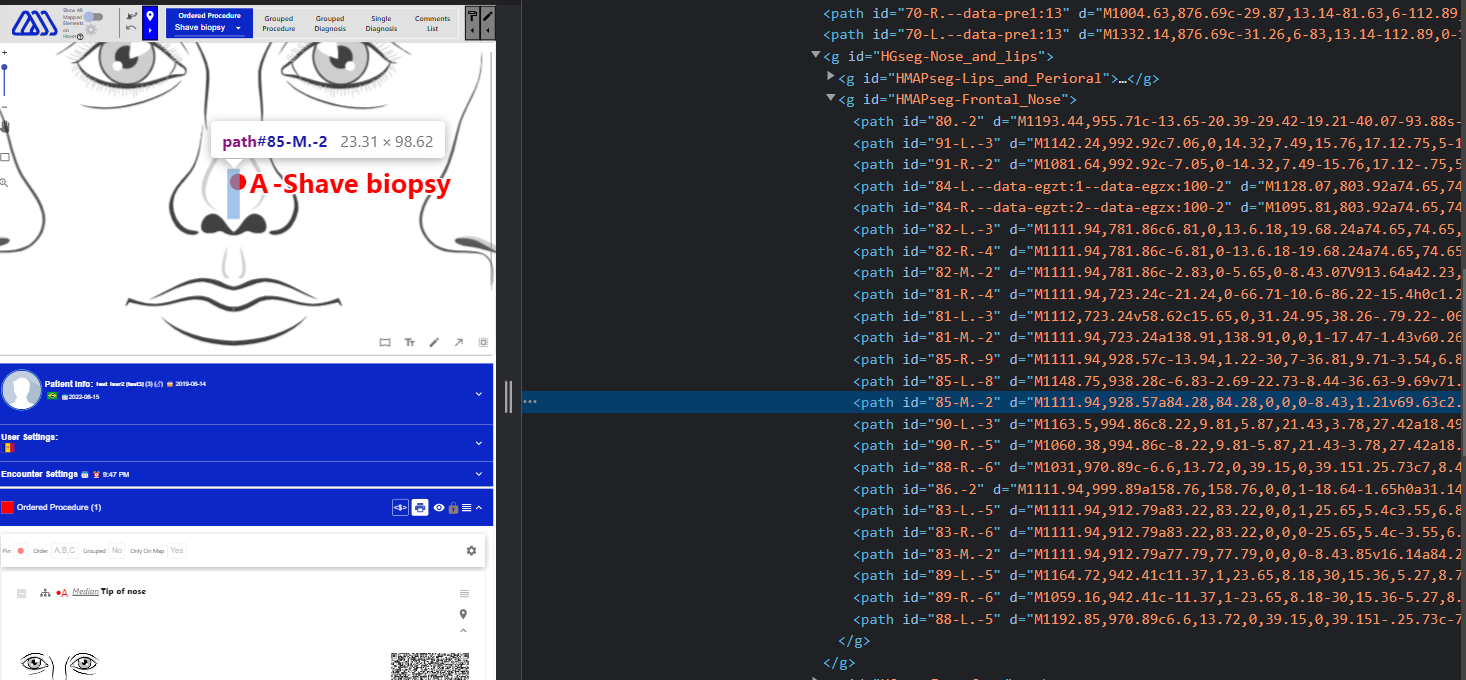 Show All
Mapped
Elements
on
Hover
Ordered Procedure
Shave biopsy
Grouped
Procedure
Grouped
Diagnosis
Single
Diagnosis
Comments
List
path#85-M.-2 23.31 × 98.62
A -Shave biopsy
Tт
Patient Info: test tear2 (test3) (3) 2019-06-14
2022-06-15
User Settings:
Encounter Settings 9:47 PM
Ordered Procedure (1)
<$>
Pin Order A,B,C Grouped No Only On Map Yes
A Median Tip of nose
<path id="70-R.--data-pre1:13" d="M1004.63,876.69c-29.87,13.14-81.63,6-112.89,
<path id="70-L.--data-pre1:13" d="M1332.14,876.69c-31.26,6-83,13.14-112.89,0-1
<g id="HGseg-Nose_and_lips">
<g id="HMAPseg-Lips_and_Perioral">…</g>
<g id="HMAPseg-Frontal_Nose">
<path id="80.-2" d="M1193.44,955.71c-13.65-20.39-29.42-19.21-40.07-93.88s-
<path id="91-L.-3" d="M1142.24,992.92c7.06,0,14.32,7.49,15.76,17.12.75,5-1
<path id="91-R.-2" d="M1081.64,992.92c-7.05,0-14.32,7.49-15.76,17.12-.75,5
<path id="84-L.--data-egzt:1--data-egzx:100-2" d="M1128.07,803.92a74.65,74
<path id="84-R.--data-egzt:2--data-egzx:100-2" d="M1095.81,803.92a74.65,74
<path id="82-L.-3" d="M1111.94,781.86c6.81,0,13.6.18,19.68.24a74.65,74.65,
<path id="82-R.-4" d="M1111.94,781.86c-6.81,0-13.6.18-19.68.24a74.65,74.65
<path id="82-M.-2" d="M1111.94,781.86c-2.83,0-5.65,0-8.43.07V913.64a42.23,
<path id="81-R.-4" d="M1111.94,723.24c-21.24,0-66.71-10.6-86.22-15.4h0c1.2
<path id="81-L.-3" d="M1112,723.24v58.62c15.65,0,31.24.95,38.26-.79.22-.06
<path id="81-M.-2" d="M1111.94,723.24a138.91,138.91,0,0,1-17.47-1.43v60.26
<path id="85-R.-9" d="M1111.94,928.57c-13.94,1.22-30,7-36.81,9.71-3.54,6.8
<path id="85-L.-8" d="M1148.75,938.28c-6.83-2.69-22.73-8.44-36.63-9.69v71.
<path id="85-M.-2" d="M1111.94,928.57a84.28,84.28,0,0,0-8.43,1.21v69.63c2.
<path id="90-L.-3" d="M1163.5,994.86c8.22,9.81,5.87,21.43,3.78,27.42a18.49
<path id="90-R.-5" d="M1060.38,994.86c-8.22,9.81-5.87,21.43-3.78,27.42a18.
<path id="88-R.-6" d="M1031,970.89c-6.6,13.72,0,39.15,0,39.15l.25.73c7,8.4
<path id="86.-2" d="M1111.94,999.89a158.76,158.76,0,0,1-18.64-1.65h0a31.14
<path id="83-L.-5" d="M1111.94,912.79a83.22,83.22,0,0,1,25.65,5.4c3.55,6.8
<path id="83-R.-6" d="M1111.94,912.79a83.22,83.22,0,0,0-25.65,5.4c-3.55,6.
<path id="83-M.-2" d="M1111.94,912.79a77.79,77.79,0,0,0-8.43.85v16.14a84.2
<path id="89-L.-5" d="M1164.72,942.41c11.37,1,23.65,8.18,30,15.36,5.27,8.7
<path id="89-R.-6" d="M1059.16,942.41c-11.37,1-23.65,8.18-30,15.36-5.27,8.
<path id="88-L.-5" d="M1192.85,970.89c6.6,13.72,0,39.15,0,39.15l-.25.73c-7
</g>
</g>